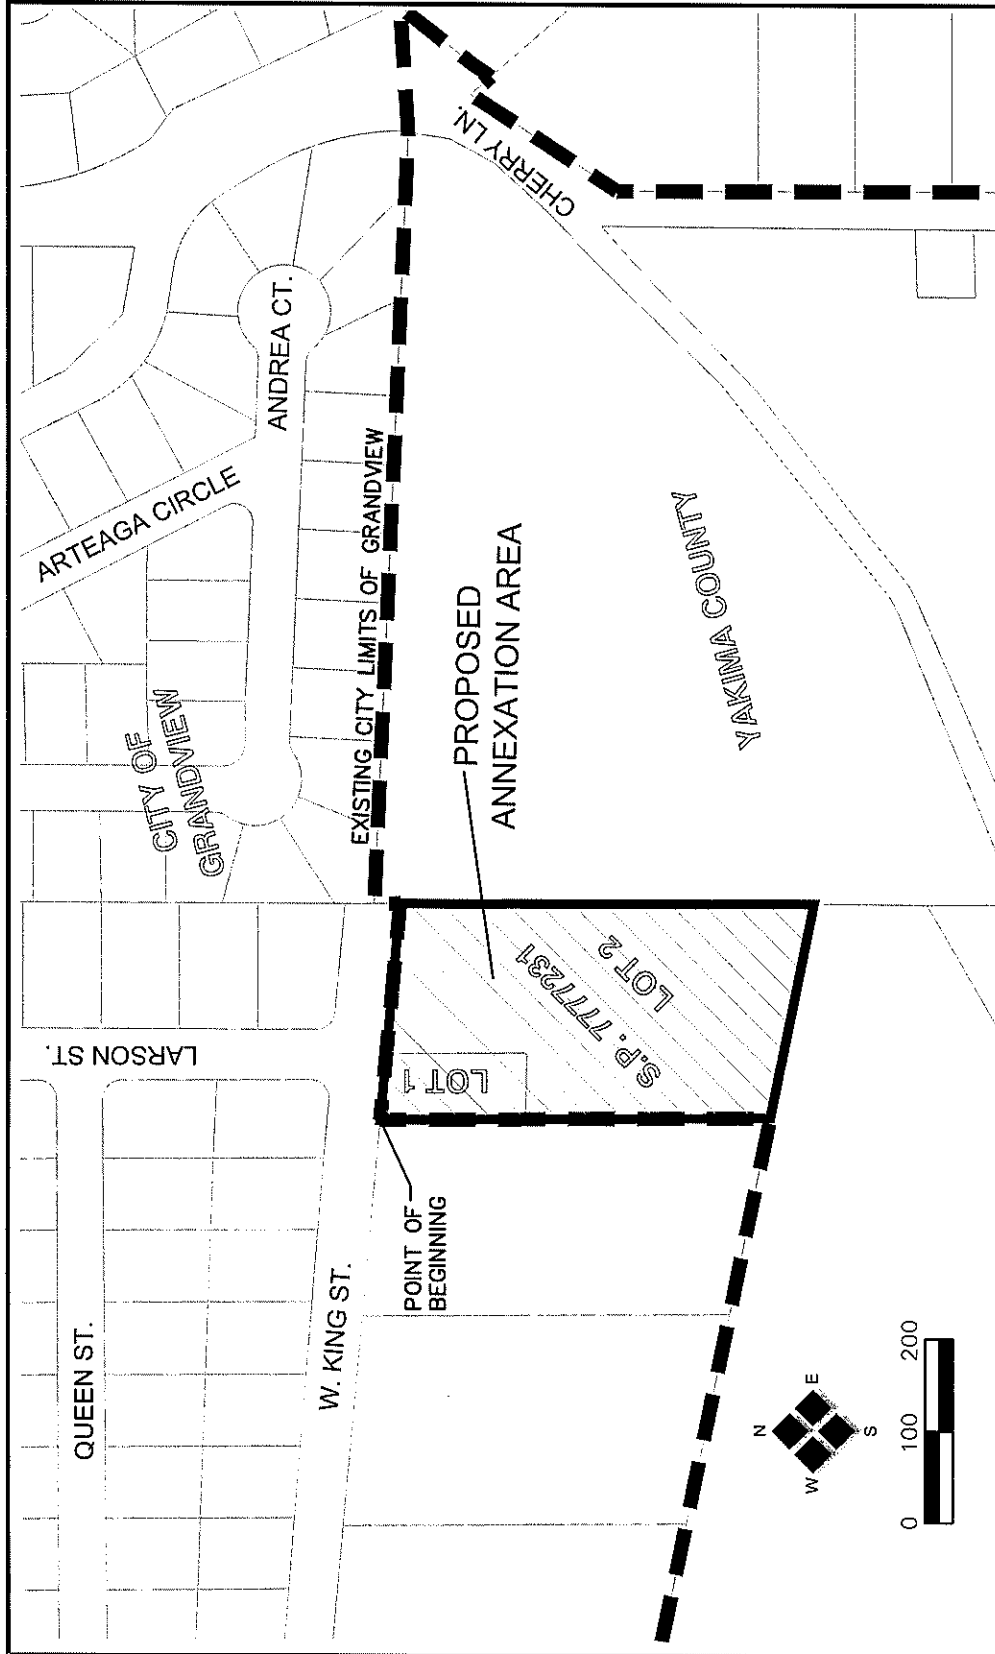 QUEEN ST.
LARSON ST.
W. KING ST.
CITY OF
GRANDVIEW
ARTEAGA CIRCLE
ANDREA CT.
EXISTING CITY LIMITS OF GRANDVIEW
CHERRY LN.
POINT OF
BEGINNING
LOT 1
S.P. 7777231
LOT 2
PROPOSED
ANNEXATION AREA
YAKIMA COUNTY
N
W
E
S
0
100
200